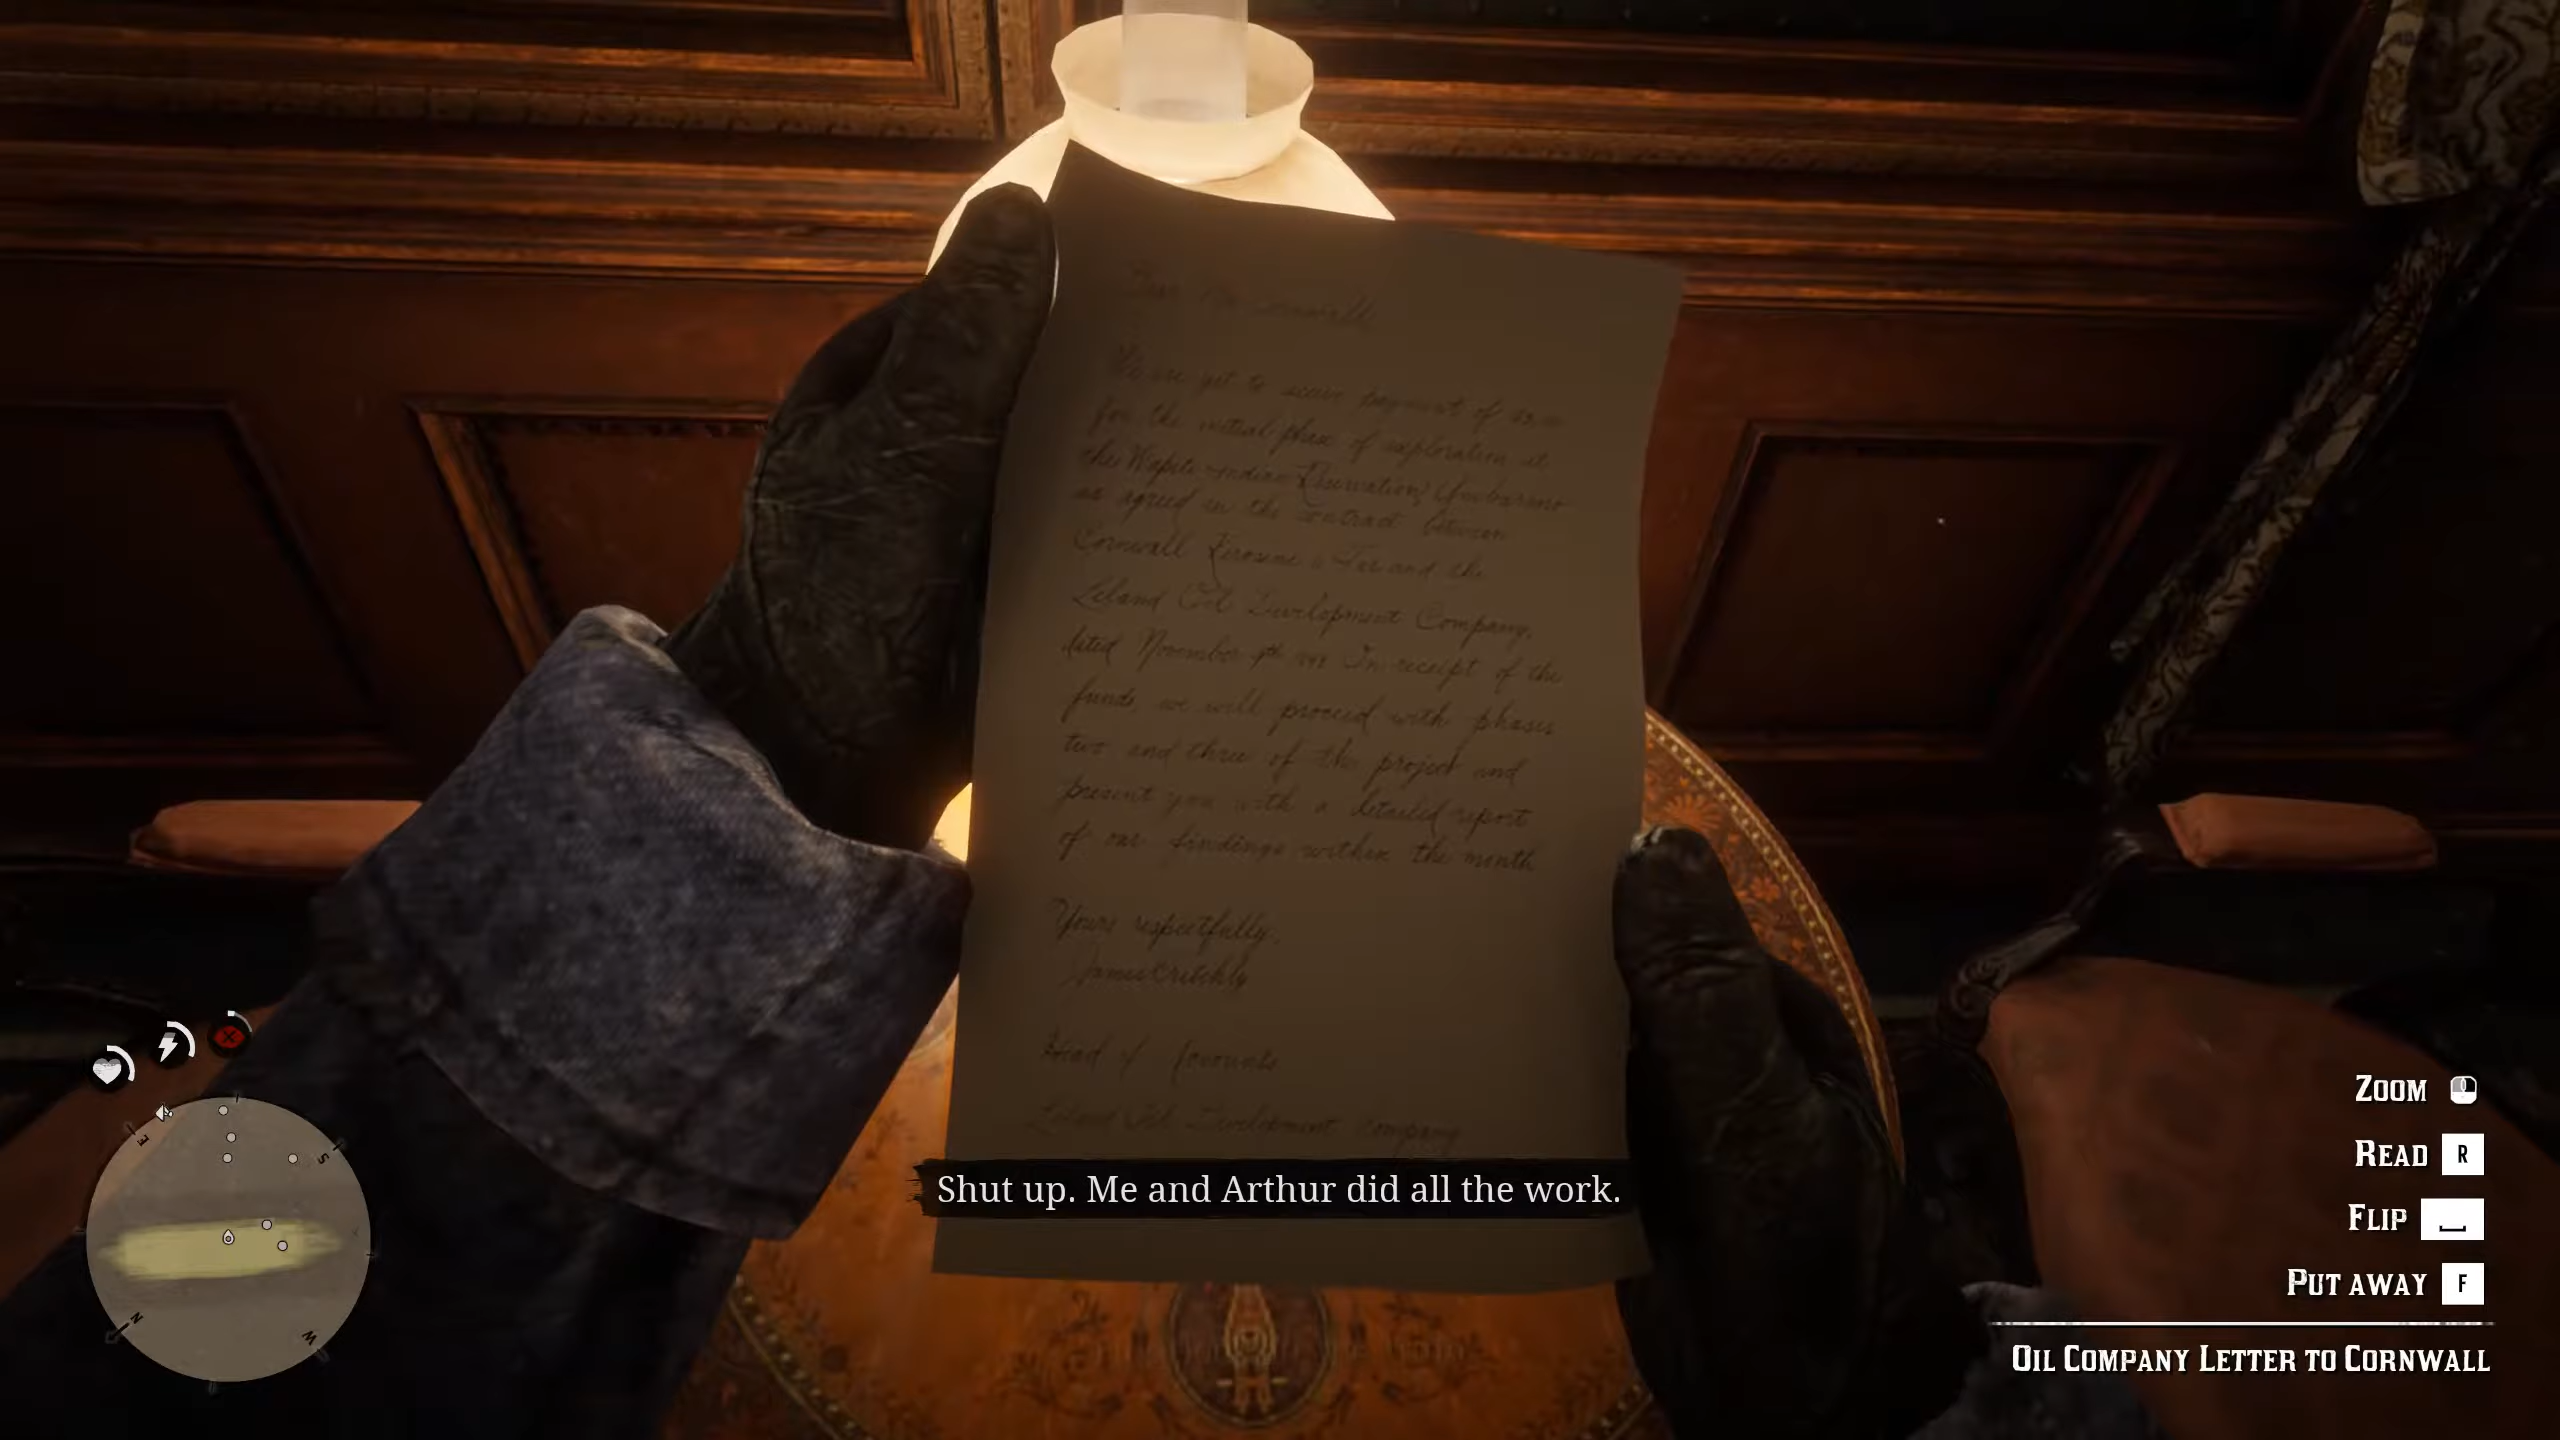 Dear Mr Cornwall,
We are yet to receive payment of
for the initial phase of exploration at
the Wapiti Indian Reservation, Ambarino
as agreed in the contract between
Cornwall Kerosene & Tar and the
Leland Oil Development Company,
dated November 9th In receipt of the
funds, we will proceed with phases
two and three of the project and
present you with a detailed report
of our findings within the month
Yours respectfully,
James Critchly
Head of Accounts
Leland Oil Development Company
Shut up. Me and Arthur did all the work.
E
S
N
W
ZOOM
READ R
FLIP
PUT AWAY F
OIL COMPANY LETTER TO CORNWALL